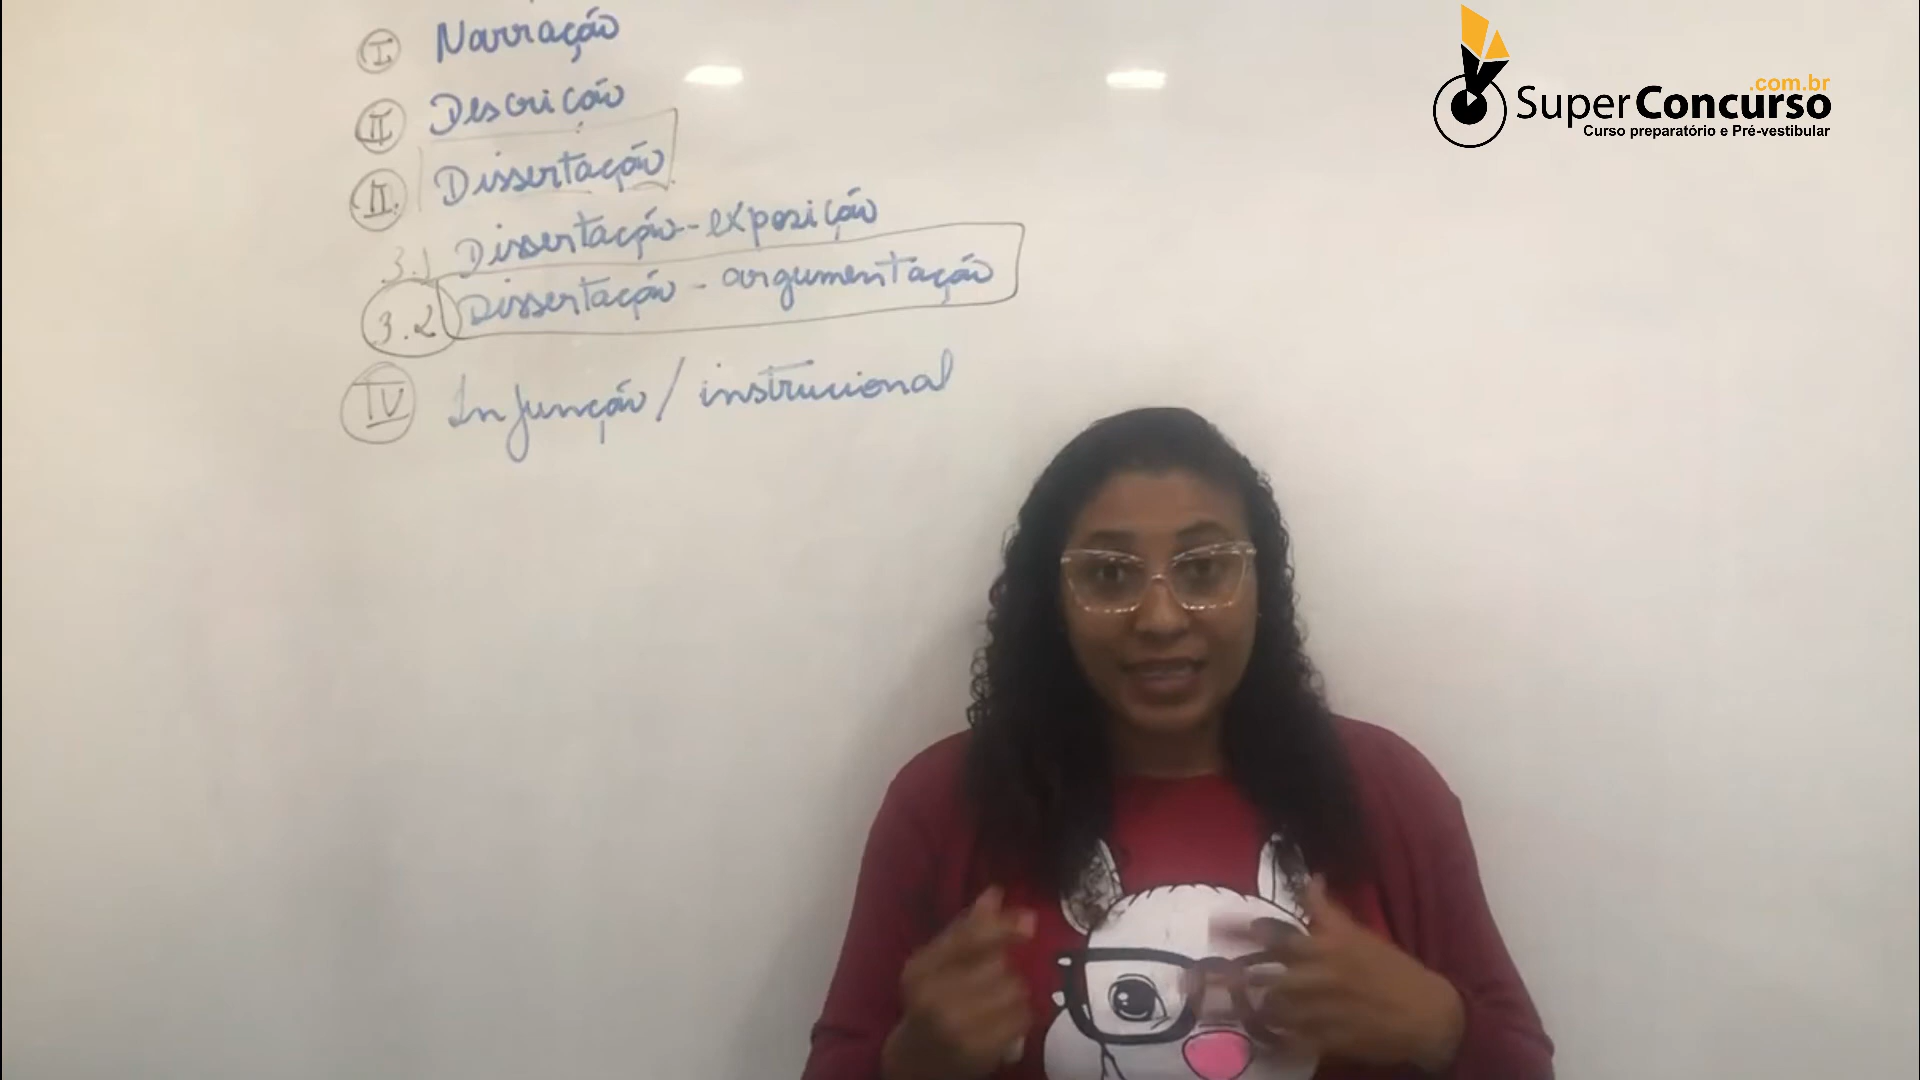 I Narração
II Descrição
II. Dissertação
3.1 Dissertação-exposição
3.2 Dissertação-argumentação
IV Injunção/instrucional
.com.br
SuperConcurso
Curso preparatório e Pré-vestibular